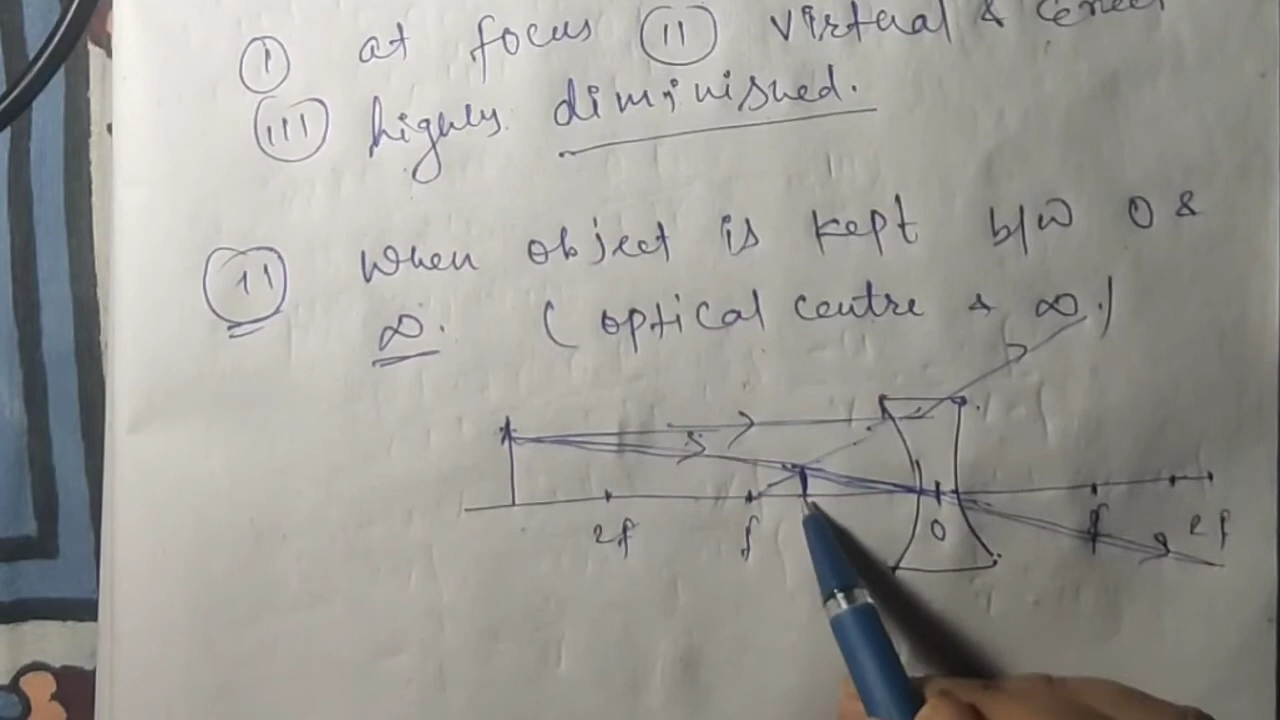 (I) at focus (II) Virtual &
(III) highly diminished.
(II) When object is kept b/w O &
∞. (optical centre & ∞.)
2f f O f 2f